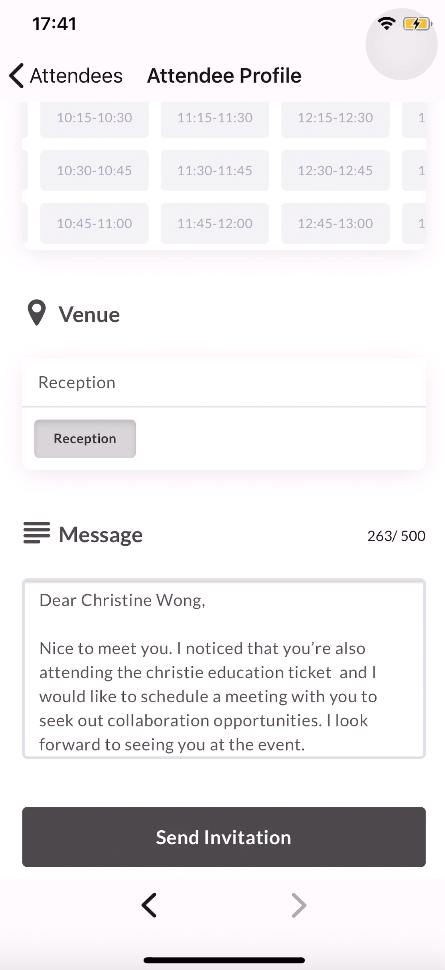 17:41
Attendees Attendee Profile
10:15-10:30 11:15-11:30 12:15-12:30 1
10:30-10:45 11:30-11:45 12:30-12:45 1
10:45-11:00 11:45-12:00 12:45-13:00 1
Venue
Reception
Reception
Message 263/500
Dear Christine Wong,
Nice to meet you. I noticed that you're also
attending the christie education ticket and I
would like to schedule a meeting with you to
seek out collaboration opportunities. I look
forward to seeing you at the event.
Send Invitation